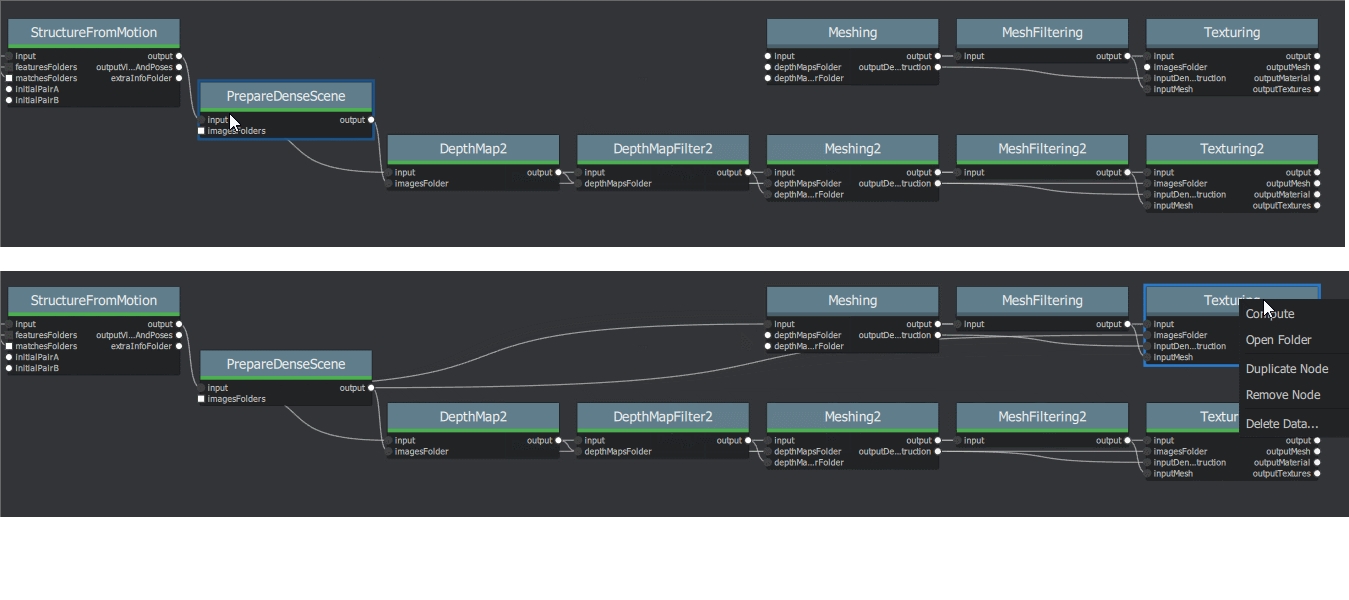 StructureFromMotion
input output
featuresFolders outputVi...AndPoses
matchesFolders extraInfoFolder
initialPairA
initialPairB
PrepareDenseScene
input output
imagesFolders
Meshing
input output
depthMapsFolder outputDe...truction
depthMa...rFolder
MeshFiltering
input output
Texturing
input output
imagesFolder outputMesh
inputDen...truction outputMaterial
inputMesh outputTextures
DepthMap2
input output
imagesFolder
DepthMapFilter2
input output
depthMapsFolder
Meshing2
input output
depthMapsFolder outputDe...truction
depthMa...rFolder
MeshFiltering2
input output
Texturing2
input output
imagesFolder outputMesh
inputDen...truction outputMaterial
inputMesh outputTextures
StructureFromMotion
input output
featuresFolders outputVi...AndPoses
matchesFolders extraInfoFolder
initialPairA
initialPairB
PrepareDenseScene
input output
imagesFolders
Meshing
input output
depthMapsFolder outputDe...truction
depthMa...rFolder
MeshFiltering
input output
Texturing
input
imagesFolder
inputDen...truction
inputMesh
Compute
Open Folder
Duplicate Node
Remove Node
Delete Data...
DepthMap2
input output
imagesFolder
DepthMapFilter2
input output
depthMapsFolder
Meshing2
input output
depthMapsFolder outputDe...truction
depthMa...rFolder
MeshFiltering2
input output
Textur
input output
imagesFolder outputMesh
inputDen...truction outputMaterial
inputMesh outputTextures